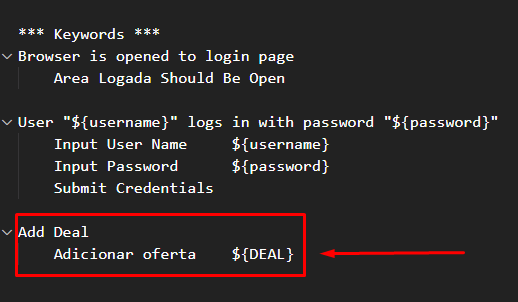 *** Keywords ***
Browser is opened to login page
Area Logada Should Be Open
User "${username}" logs in with password "${password}"
Input User Name    ${username}
Input Password    ${password}
Submit Credentials
Add Deal
Adicionar oferta    ${DEAL}